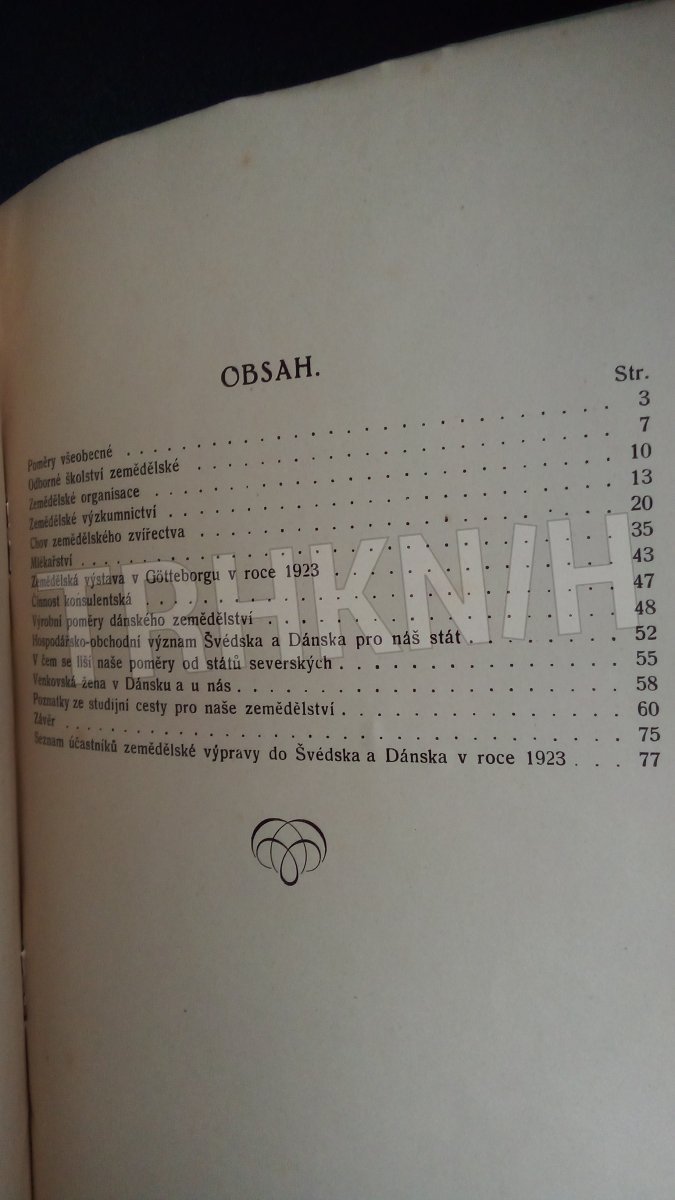 OBSAH.
Str.
Poměry všeobecné . . . . . . . . . . . . . . . . . . . . 3
Odborné školství zemědělské . . . . . . . . . . . . . . . . . . . . 7
Zemědělské organisace . . . . . . . . . . . . . . . . . . . . 10
Zemědělské výzkumnictví . . . . . . . . . . . . . . . . . . . . 13
Chov zemědělského zvířectva . . . . . . . . . . . . . . . . . . . . 20
Mlékařství . . . . . . . . . . . . . . . . . . . . 35
Zemědělská výstava v Götteborgu v roce 1923 . . . . . . . . . . . . 43
Činnost konsulentská . . . . . . . . . . . . . . . . . . . . 47
Výrobní poměry dánského zemědělství . . . . . . . . . . . . . . . 48
Hospodářsko-obchodní význam Švédska a Dánska pro náš stát . . . . . . . . 52
V čem se liší naše poměry od států severských . . . . . . . . . . . . 55
Venkovská žena v Dánsku a u nás . . . . . . . . . . . . . . . . 58
Poznatky ze studijní cesty pro naše zemědělství . . . . . . . . . . . . 60
Závěr . . . . . . . . . . . . . . . . . . . . 75
Seznam účastníků zemědělské výpravy do Švédska a Dánska v roce 1923 . . . 77